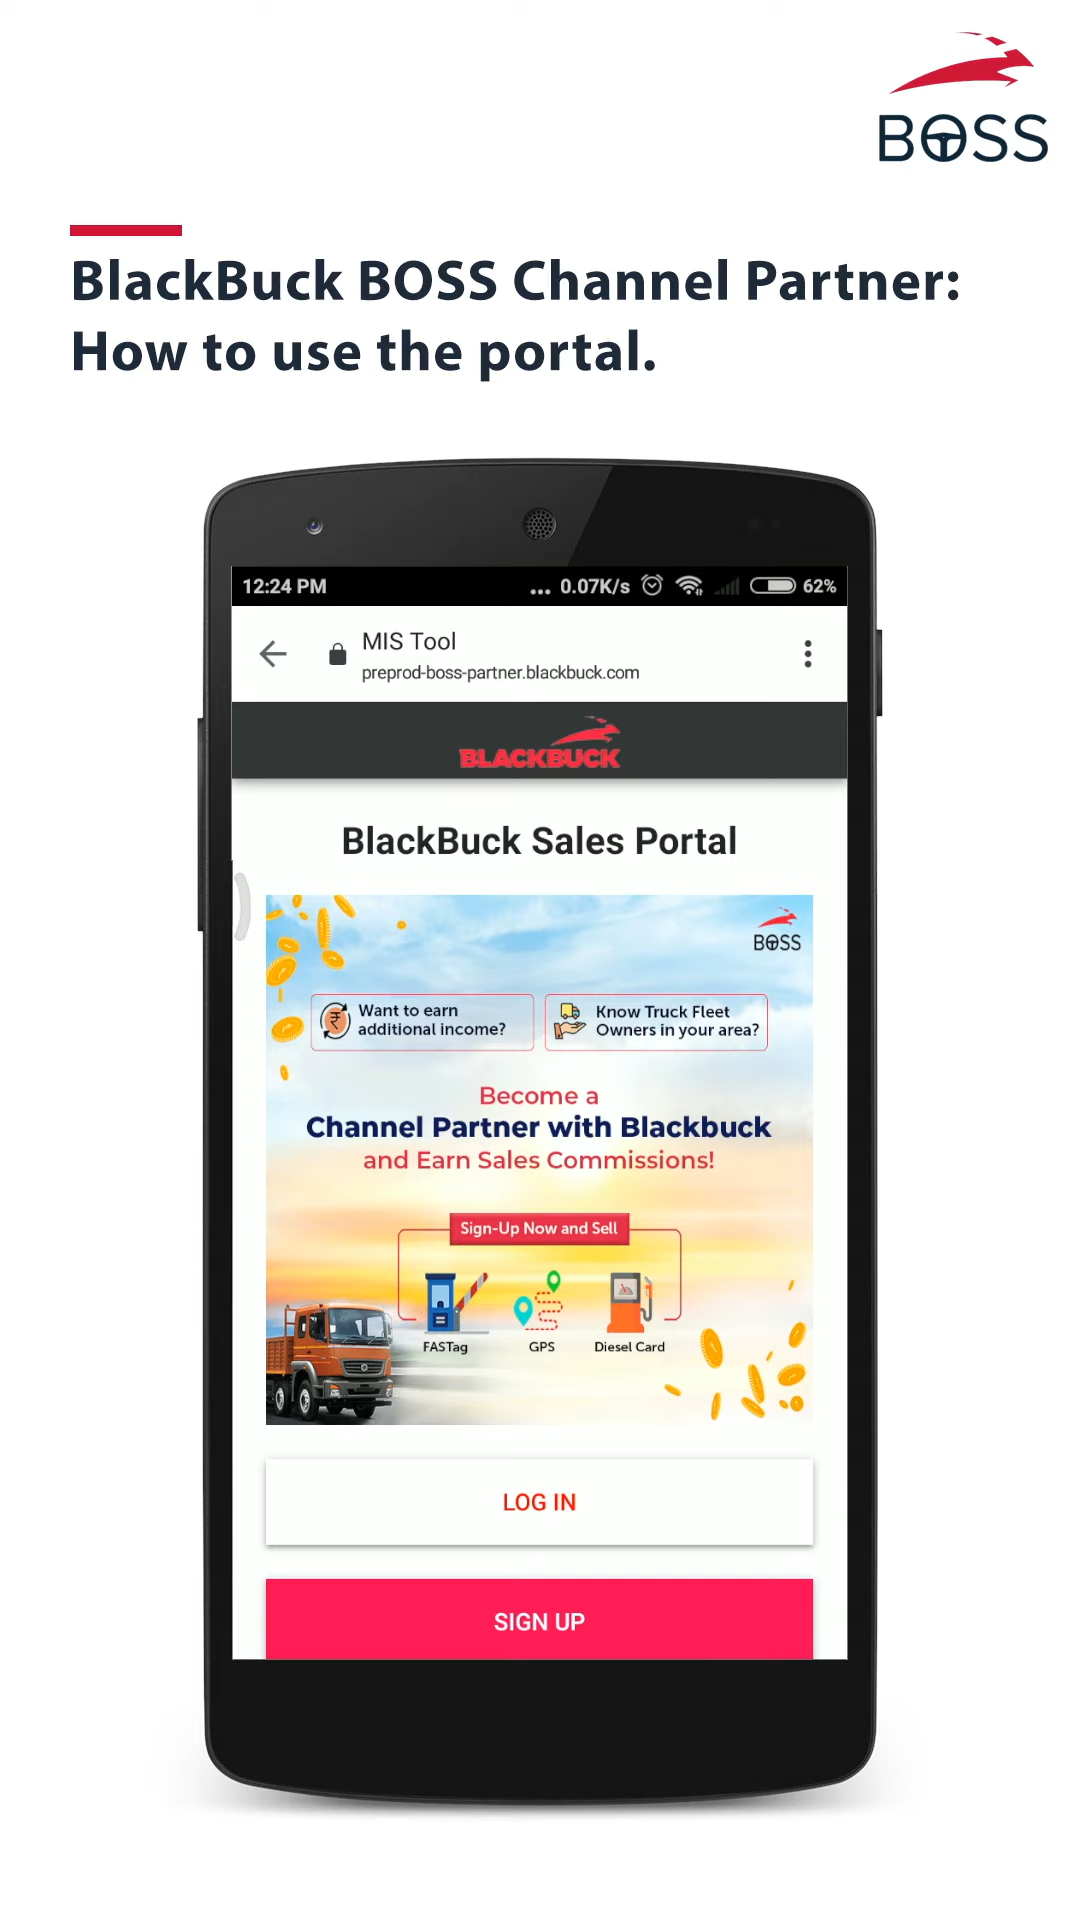 BOSS
BlackBuck BOSS Channel Partner:
How to use the portal.
12:24 PM ... 0.07K/s 62%
MIS Tool
preprod-boss-partner.blackbuck.com
BLACKBUCK
BlackBuck Sales Portal
BOSS
Want to earn
additional income?
Know Truck Fleet
Owners in your area?
Become a
Channel Partner with Blackbuck
and Earn Sales Commissions!
Sign-Up Now and Sell
FASTag GPS Diesel Card
LOG IN
SIGN UP